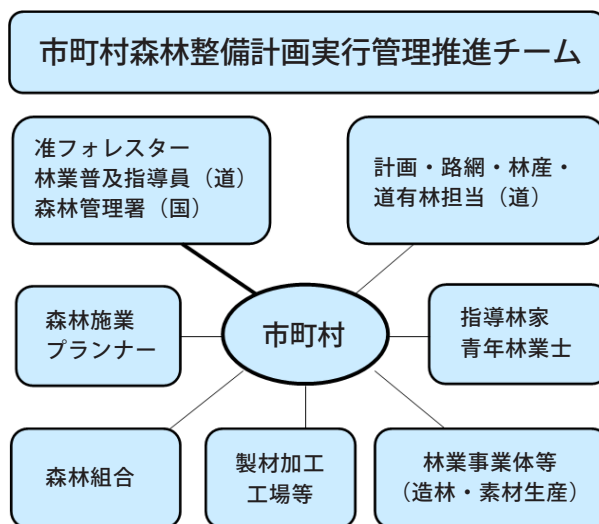 市町村森林整備計画実行管理推進チーム
准フォレスター
林業普及指導員（道）
森林管理署（国）
計画・路網・林産・
道有林担当（道）
森林施業
プランナー
市町村
指導林家
青年林業士
森林組合
製材加工
工場等
林業事業体等
（造林・素材生産）